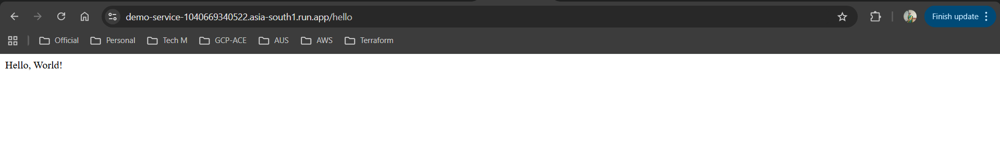 demo-service-1040669340522.asia-south1.run.app/hello
Finish update
Official Personal Tech M GCP-ACE AUS AWS Terraform
Hello, World!